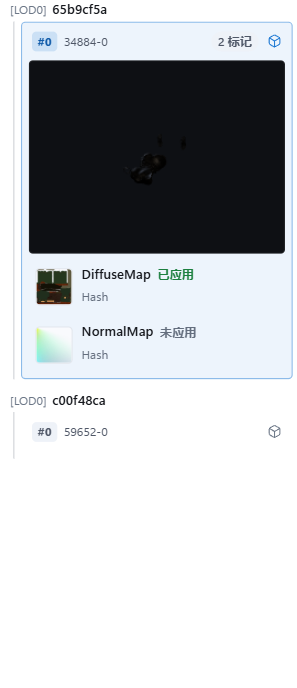 [LOD0] 65b9cf5a
#0 34884-0 2 标记
DiffuseMap 已应用
Hash
NormalMap 未应用
Hash
[LOD0] c00f48ca
#0 59652-0